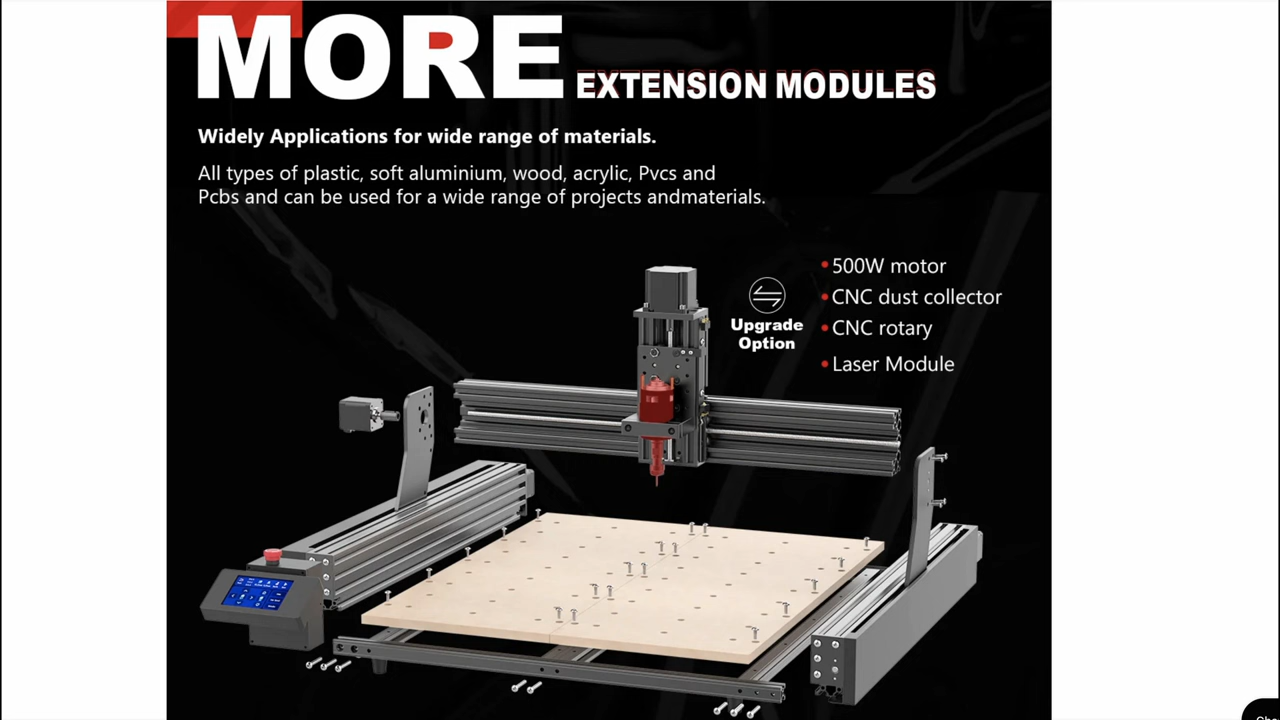 MORE EXTENSION MODULES
Widely Applications for wide range of materials.
All types of plastic, soft aluminium, wood, acrylic, Pvcs and
Pcbs and can be used for a wide range of projects andmaterials.
Upgrade
Option
500W motor
CNC dust collector
CNC rotary
Laser Module